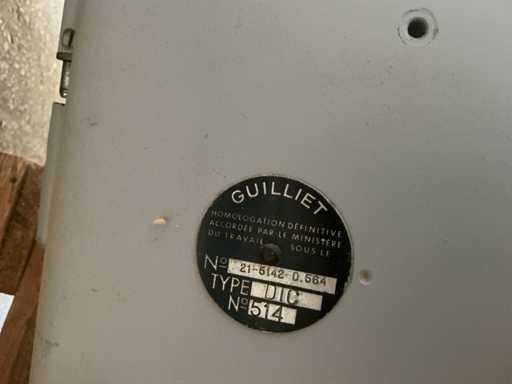 GUILLIET
HOMOLOGATION DÉFINITIVE
ACCORDÉE PAR LE MINISTÈRE
DU TRAVAIL SOUS LE
Nº 21-5142-0.564
TYPE DIC
Nº 514